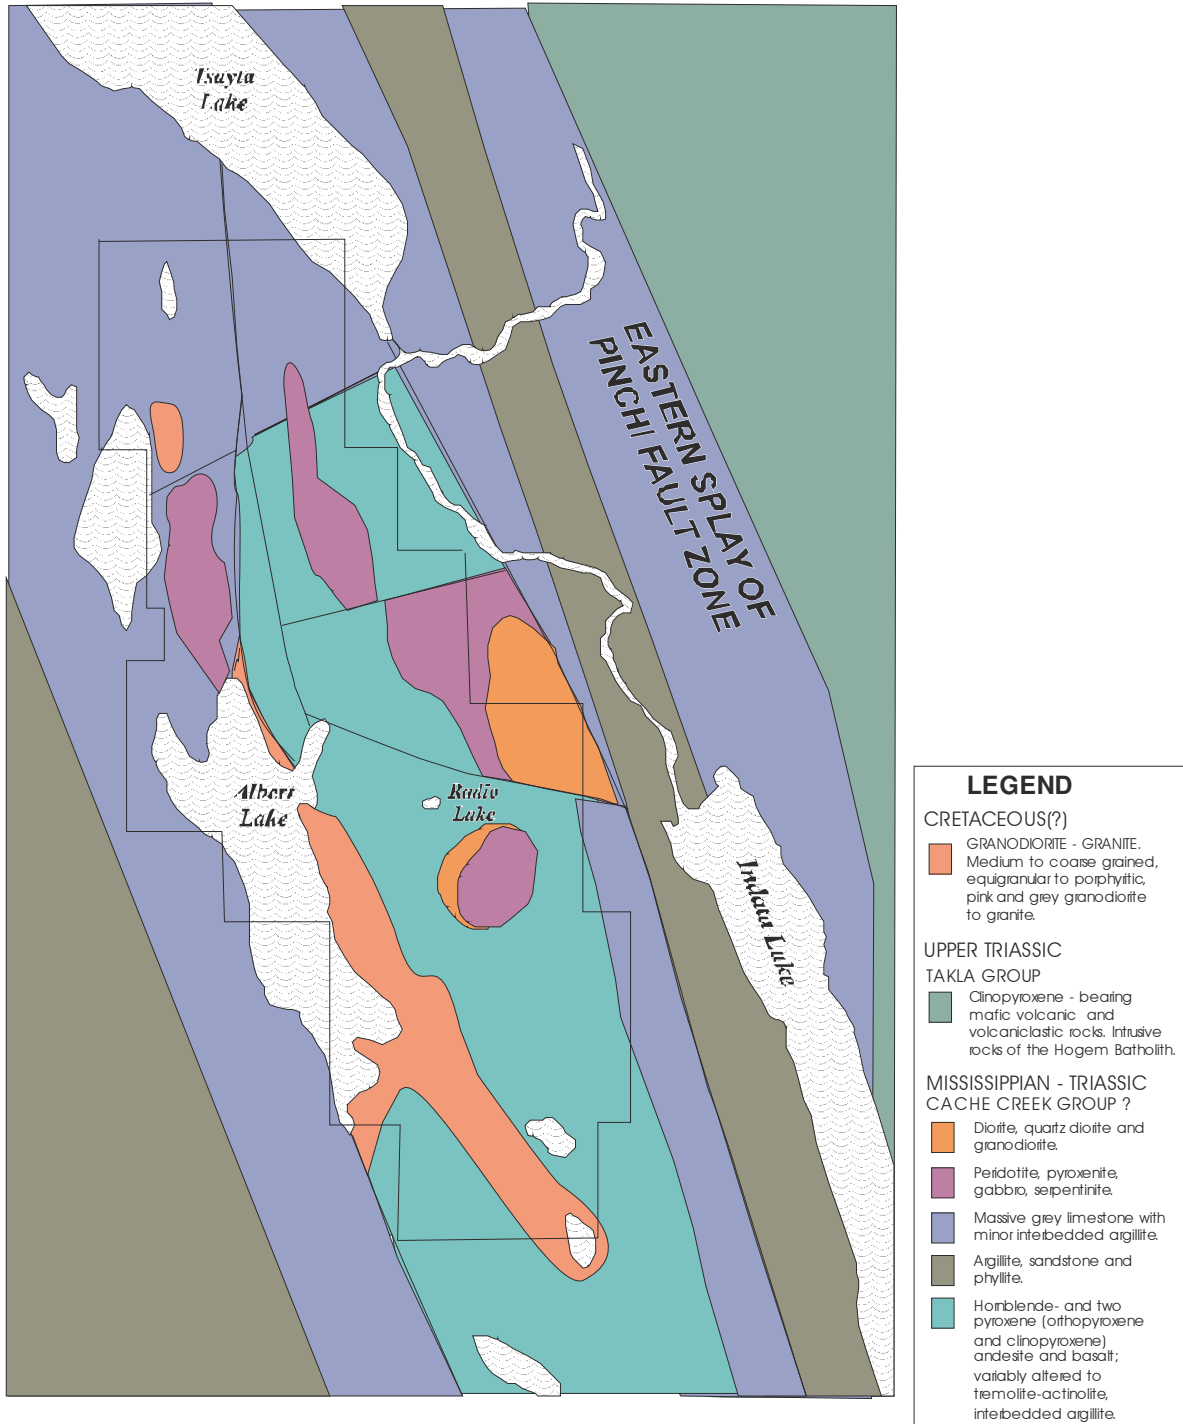 Tsayta
Lake
EASTERN SPLAY OF
PINCHI FAULT ZONE
Albert
Lake
Radio
Lake
Indata Lake
LEGEND
CRETACEOUS(?)
GRANODIORITE - GRANITE.
Medium to coarse grained,
equigranular to porphyritic,
pink and grey granodiorite
to granite.
UPPER TRIASSIC
TAKLA GROUP
Clinopyroxene - bearing
mafic volcanic and
volcaniclastic rocks. Intrusive
rocks of the Hogem Batholith.
MISSISSIPPIAN - TRIASSIC
CACHE CREEK GROUP ?
Diorite, quartz diorite and
granodiorite.
Peridotite, pyroxenite,
gabbro, serpentinite.
Massive grey limestone with
minor interbedded argillite.
Argillite, sandstone and
phyllite.
Hornblende- and two
pyroxene (orthopyroxene
and clinopyroxene)
andesite and basalt;
variably altered to
tremolite-actinolite,
interbedded argillite.